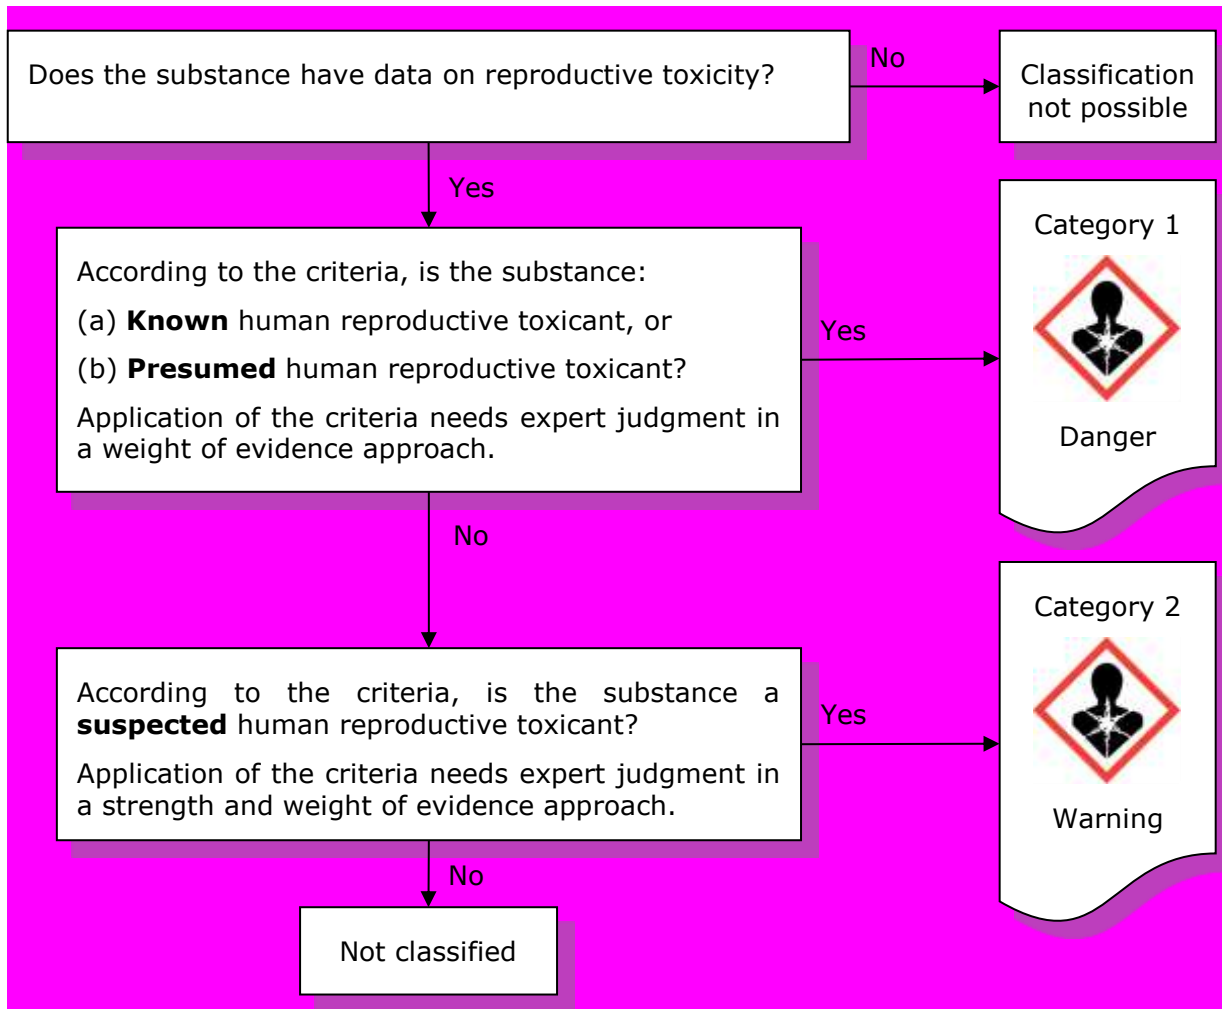 Does the substance have data on reproductive toxicity?
No
Classification
not possible
Yes
According to the criteria, is the substance:
(a) Known human reproductive toxicant, or
(b) Presumed human reproductive toxicant?
Application of the criteria needs expert judgment in
a weight of evidence approach.
Yes
Category 1
Danger
No
According to the criteria, is the substance a
suspected human reproductive toxicant?
Application of the criteria needs expert judgment in
a strength and weight of evidence approach.
Yes
Category 2
Warning
No
Not classified